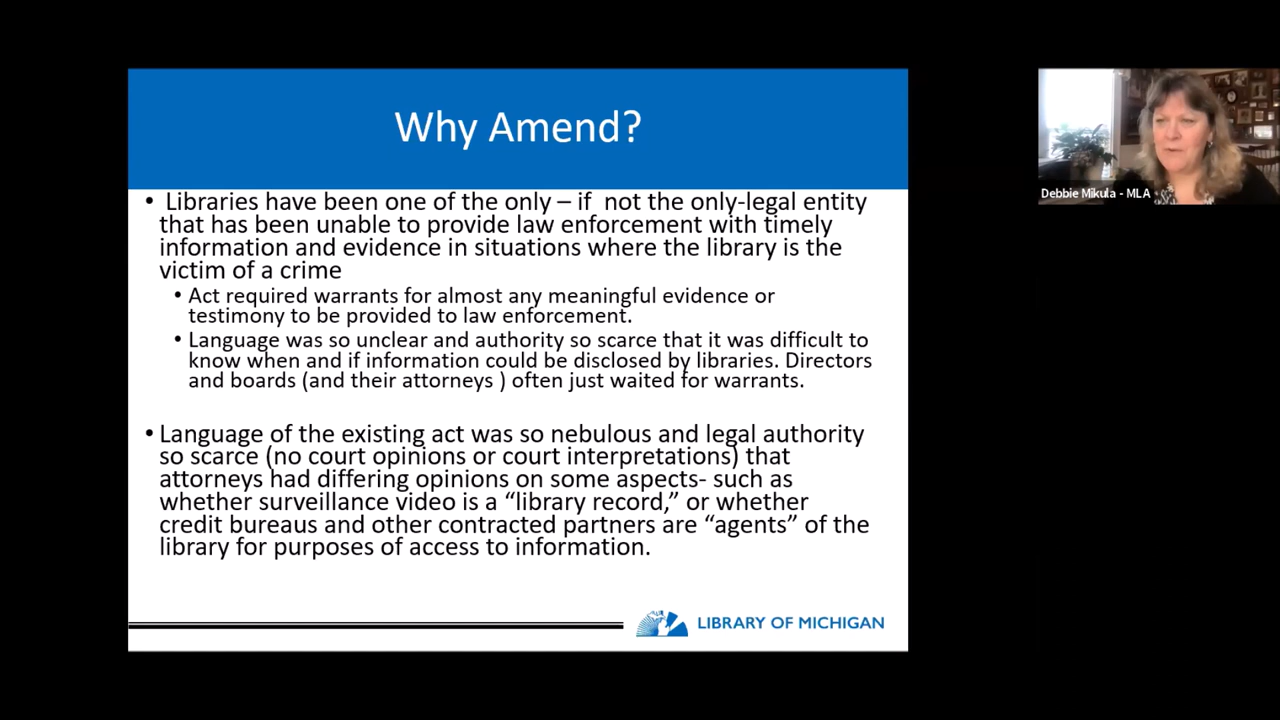 Why Amend?
• Libraries have been one of the only – if  not the only-legal entity
that has been unable to provide law enforcement with timely
information and evidence in situations where the library is the
victim of a crime
• Act required warrants for almost any meaningful evidence or
testimony to be provided to law enforcement.
• Language was so unclear and authority so scarce that it was difficult to
know when and if information could be disclosed by libraries. Directors
and boards (and their attorneys ) often just waited for warrants.
• Language of the existing act was so nebulous and legal authority
so scarce (no court opinions or court interpretations) that
attorneys had differing opinions on some aspects- such as
whether surveillance video is a “library record,” or whether
credit bureaus and other contracted partners are “agents” of the
library for purposes of access to information.
LIBRARY OF MICHIGAN
Debbie Mikula - MLA